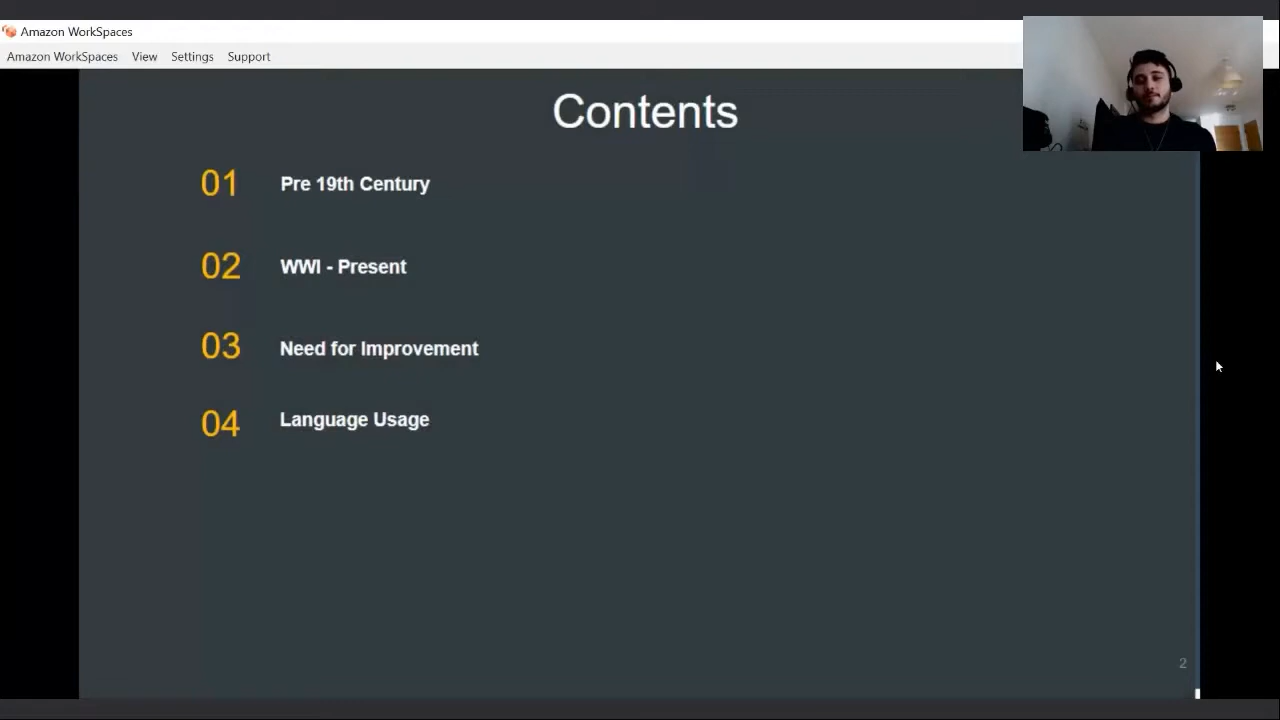 Amazon WorkSpaces
Amazon WorkSpaces View Settings Support
Contents
01 Pre 19th Century
02 WWI - Present
03 Need for Improvement
04 Language Usage
2